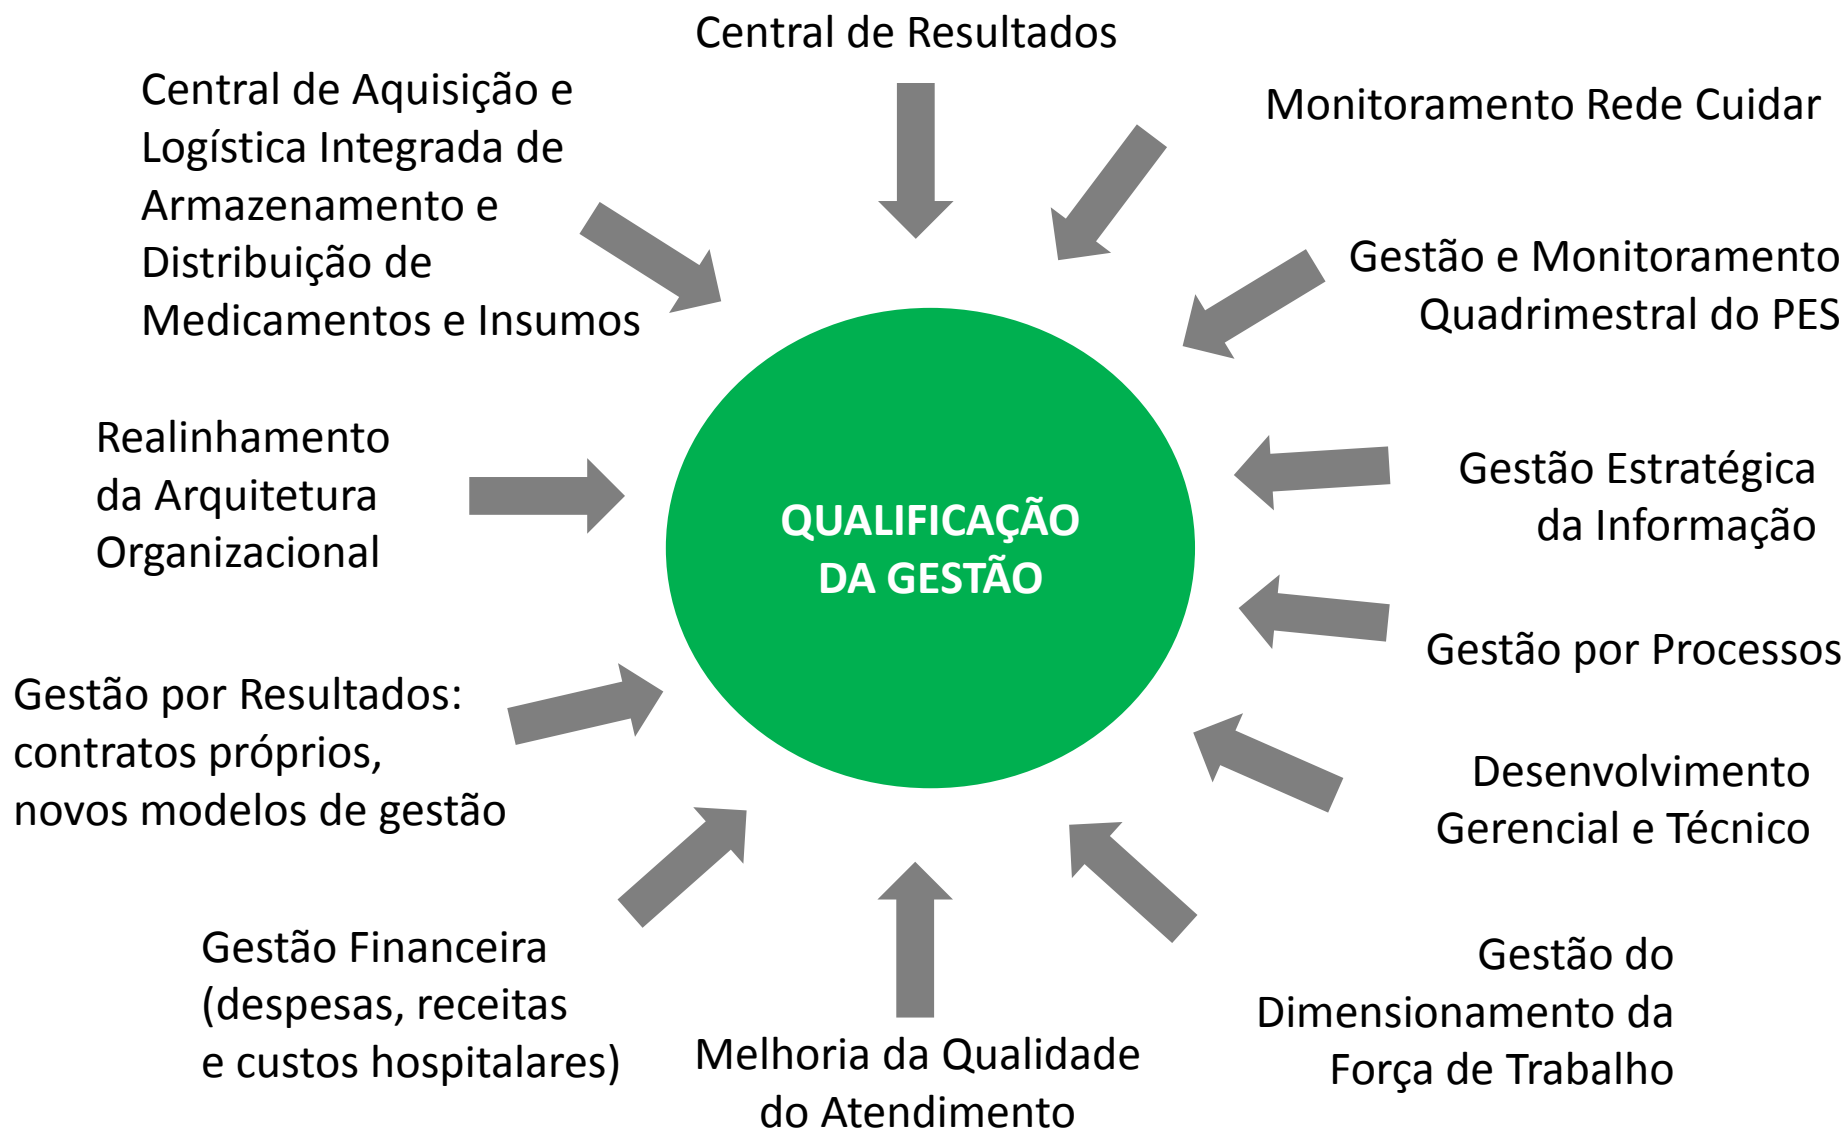 Central de Resultados
Monitoramento Rede Cuidar
Gestão e Monitoramento
Quadrimestral do PES
Gestão Estratégica
da Informação
Gestão por Processos
Desenvolvimento
Gerencial e Técnico
Gestão do
Dimensionamento da
Força de Trabalho
Melhoria da Qualidade
do Atendimento
Gestão Financeira
(despesas, receitas
e custos hospitalares)
Gestão por Resultados:
contratos próprios,
novos modelos de gestão
Realinhamento
da Arquitetura
Organizacional
Central de Aquisição e
Logística Integrada de
Armazenamento e
Distribuição de
Medicamentos e Insumos
QUALIFICAÇÃO
DA GESTÃO